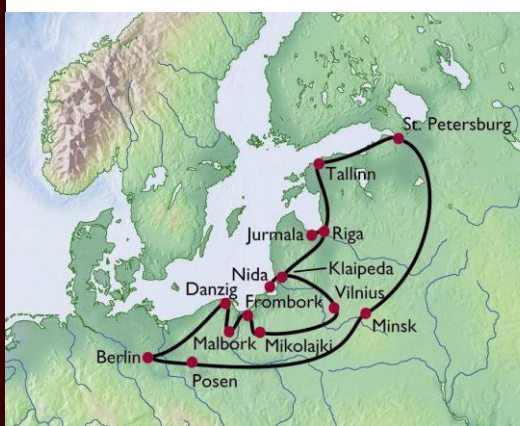 St. Petersburg
Tallinn
Jurmala
Riga
Nida
Klaipeda
Danzig
Frombork
Vilnius
Minsk
Malbork
Mikolajki
Berlin
Posen